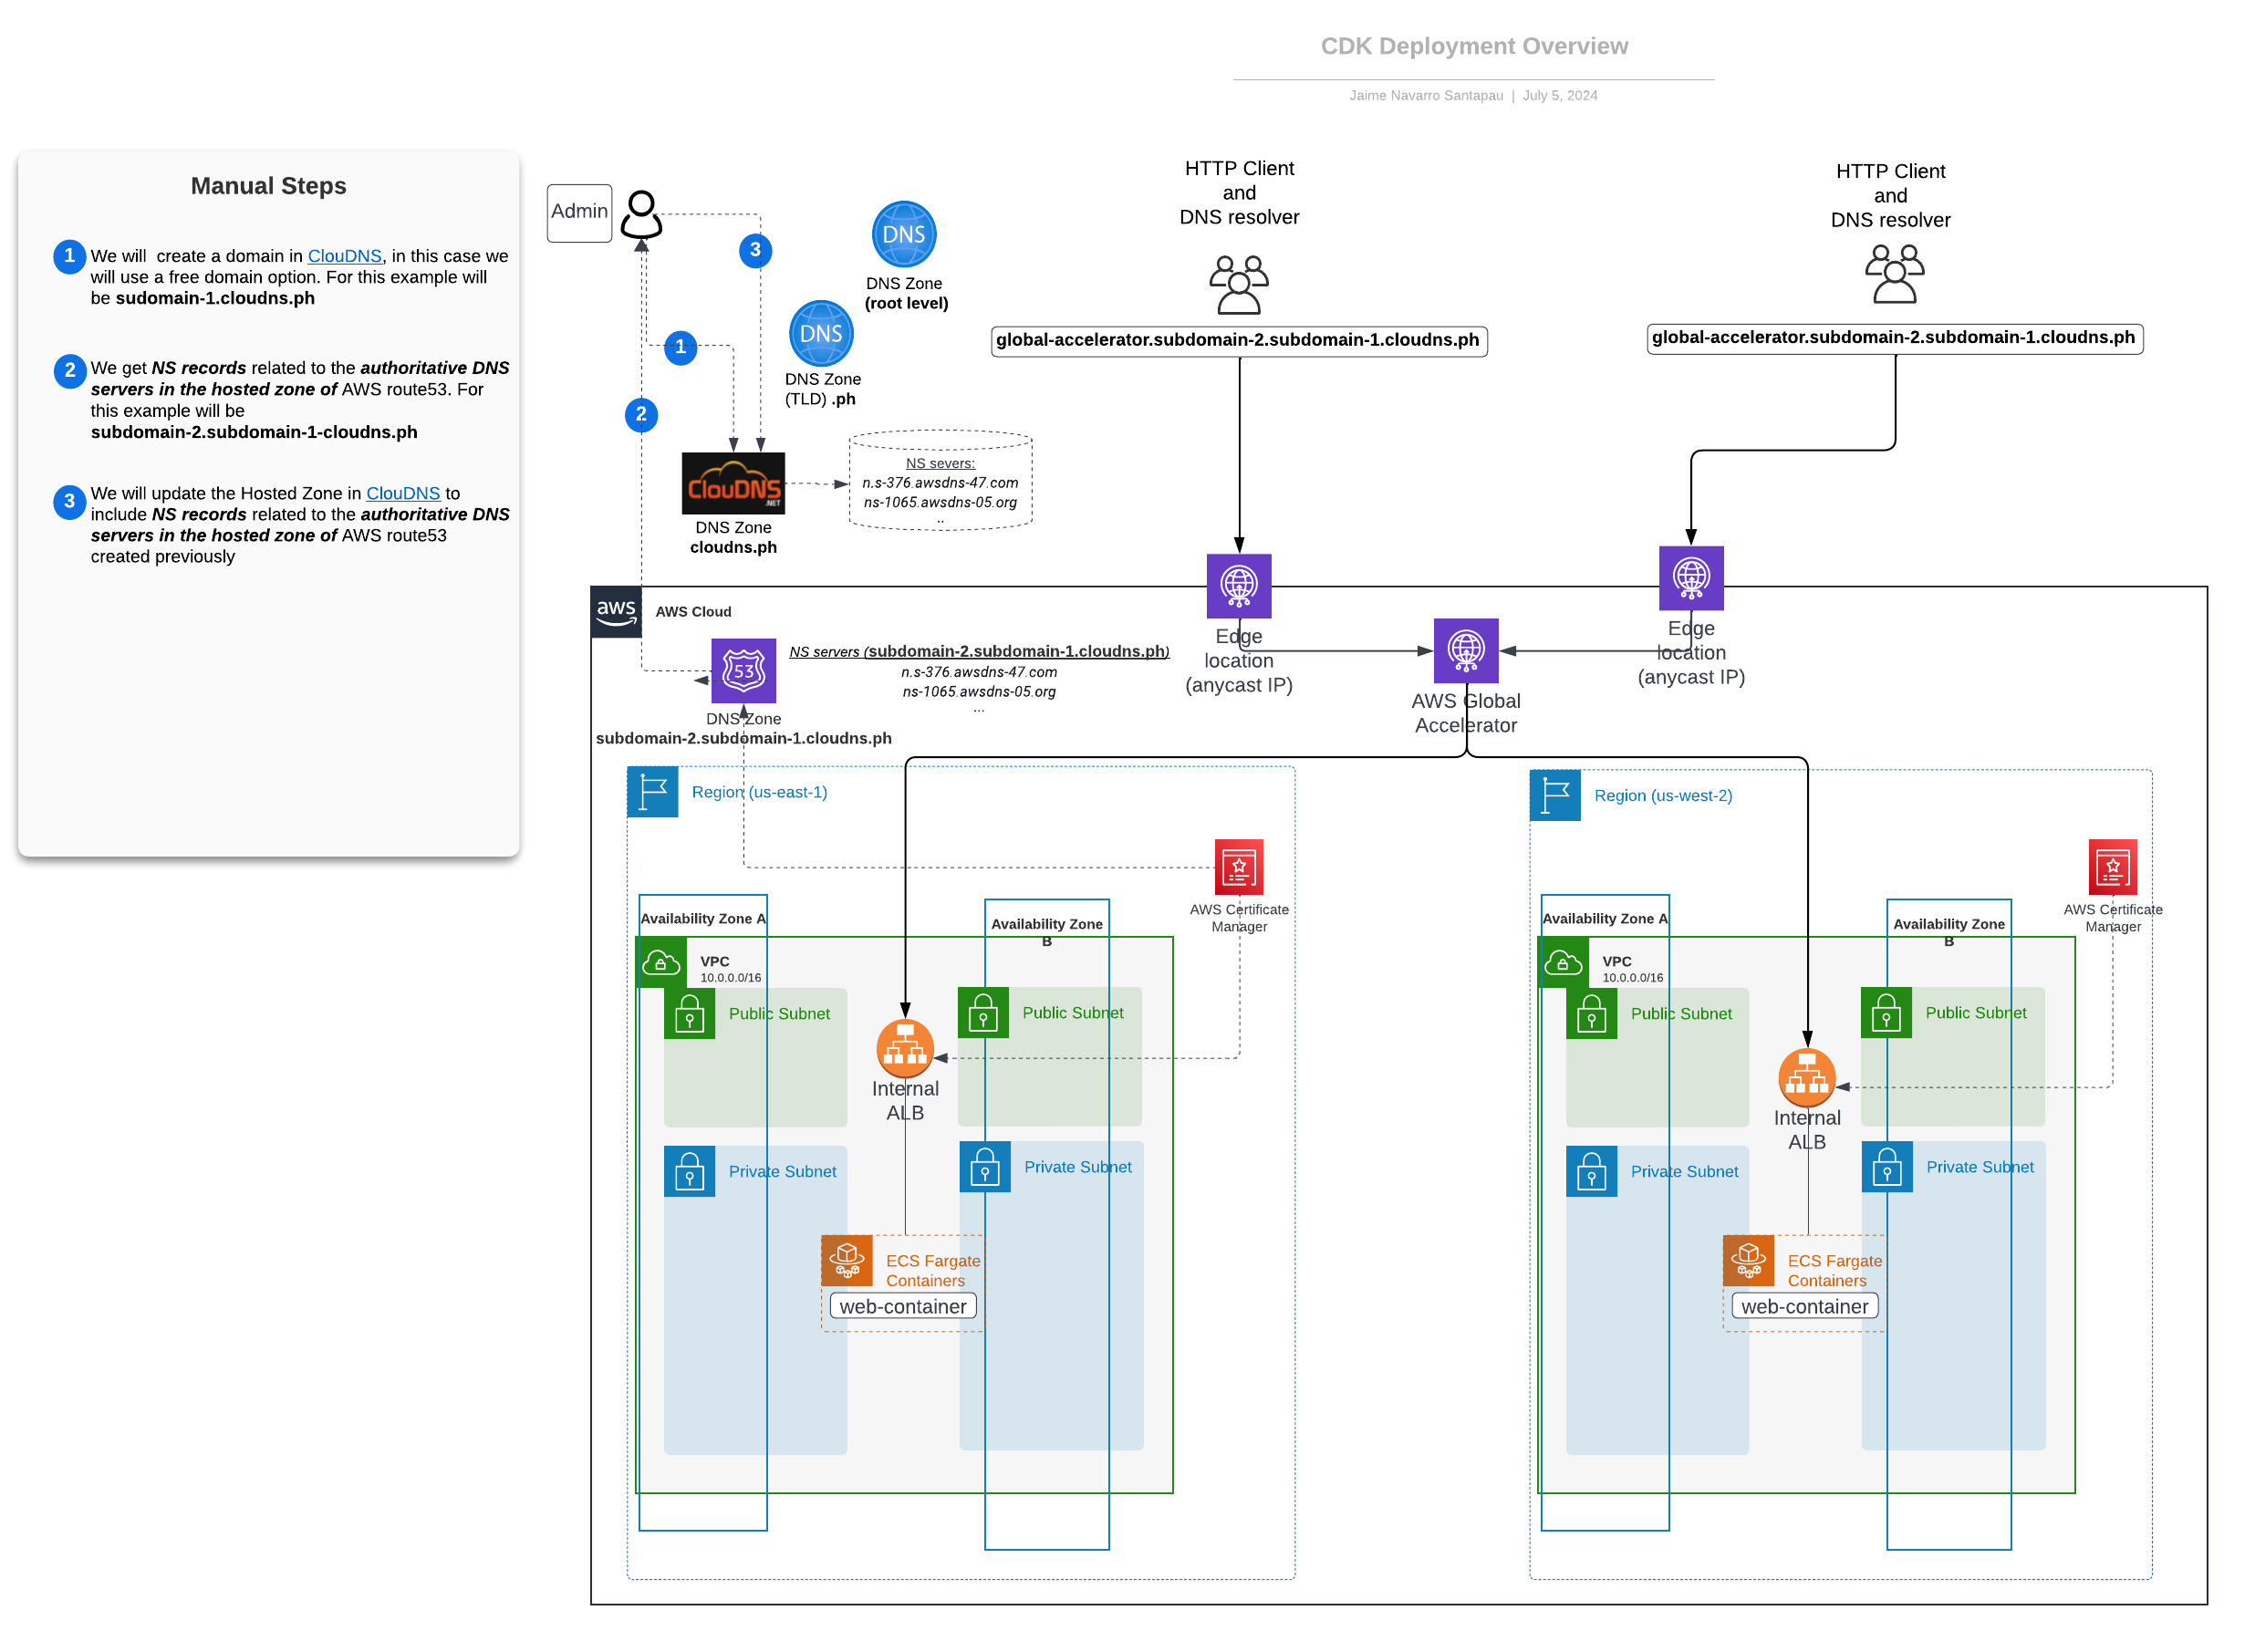 CDK Deployment Overview
Jaime Navarro Santapau | July 5, 2024
Manual Steps
1
We will create a domain in ClouDNS, in this case we
will use a free domain option. For this example will
be sudomain-1.cloudns.ph
2
We get NS records related to the authoritative DNS
servers in the hosted zone of AWS route53. For
this example will be
subdomain-2.subdomain-1-cloudns.ph
3
We will update the Hosted Zone in ClouDNS to
include NS records related to the authoritative DNS
servers in the hosted zone of AWS route53
created previously
Admin
3
1
2
DNS
DNS Zone
(root level)
DNS
DNS Zone
(TLD) .ph
ClouDNS
.NET
DNS Zone
cloudns.ph
NS severs:
n.s-376.awsdns-47.com
ns-1065.awsdns-05.org
..
HTTP Client
and
DNS resolver
global-accelerator.subdomain-2.subdomain-1.cloudns.ph
HTTP Client
and
DNS resolver
global-accelerator.subdomain-2.subdomain-1.cloudns.ph
aws
AWS Cloud
53
DNS Zone
subdomain-2.subdomain-1.cloudns.ph
NS servers (subdomain-2.subdomain-1.cloudns.ph)
n.s-376.awsdns-47.com
ns-1065.awsdns-05.org
...
Edge
location
(anycast IP)
AWS Global
Accelerator
Edge
location
(anycast IP)
Region (us-east-1)
AWS Certificate
Manager
Availability Zone A
Availability Zone
B
VPC
10.0.0.0/16
Public Subnet
Public Subnet
Internal
ALB
Private Subnet
Private Subnet
ECS Fargate
Containers
web-container
Region (us-west-2)
AWS Certificate
Manager
Availability Zone A
Availability Zone
B
VPC
10.0.0.0/16
Public Subnet
Public Subnet
Internal
ALB
Private Subnet
Private Subnet
ECS Fargate
Containers
web-container